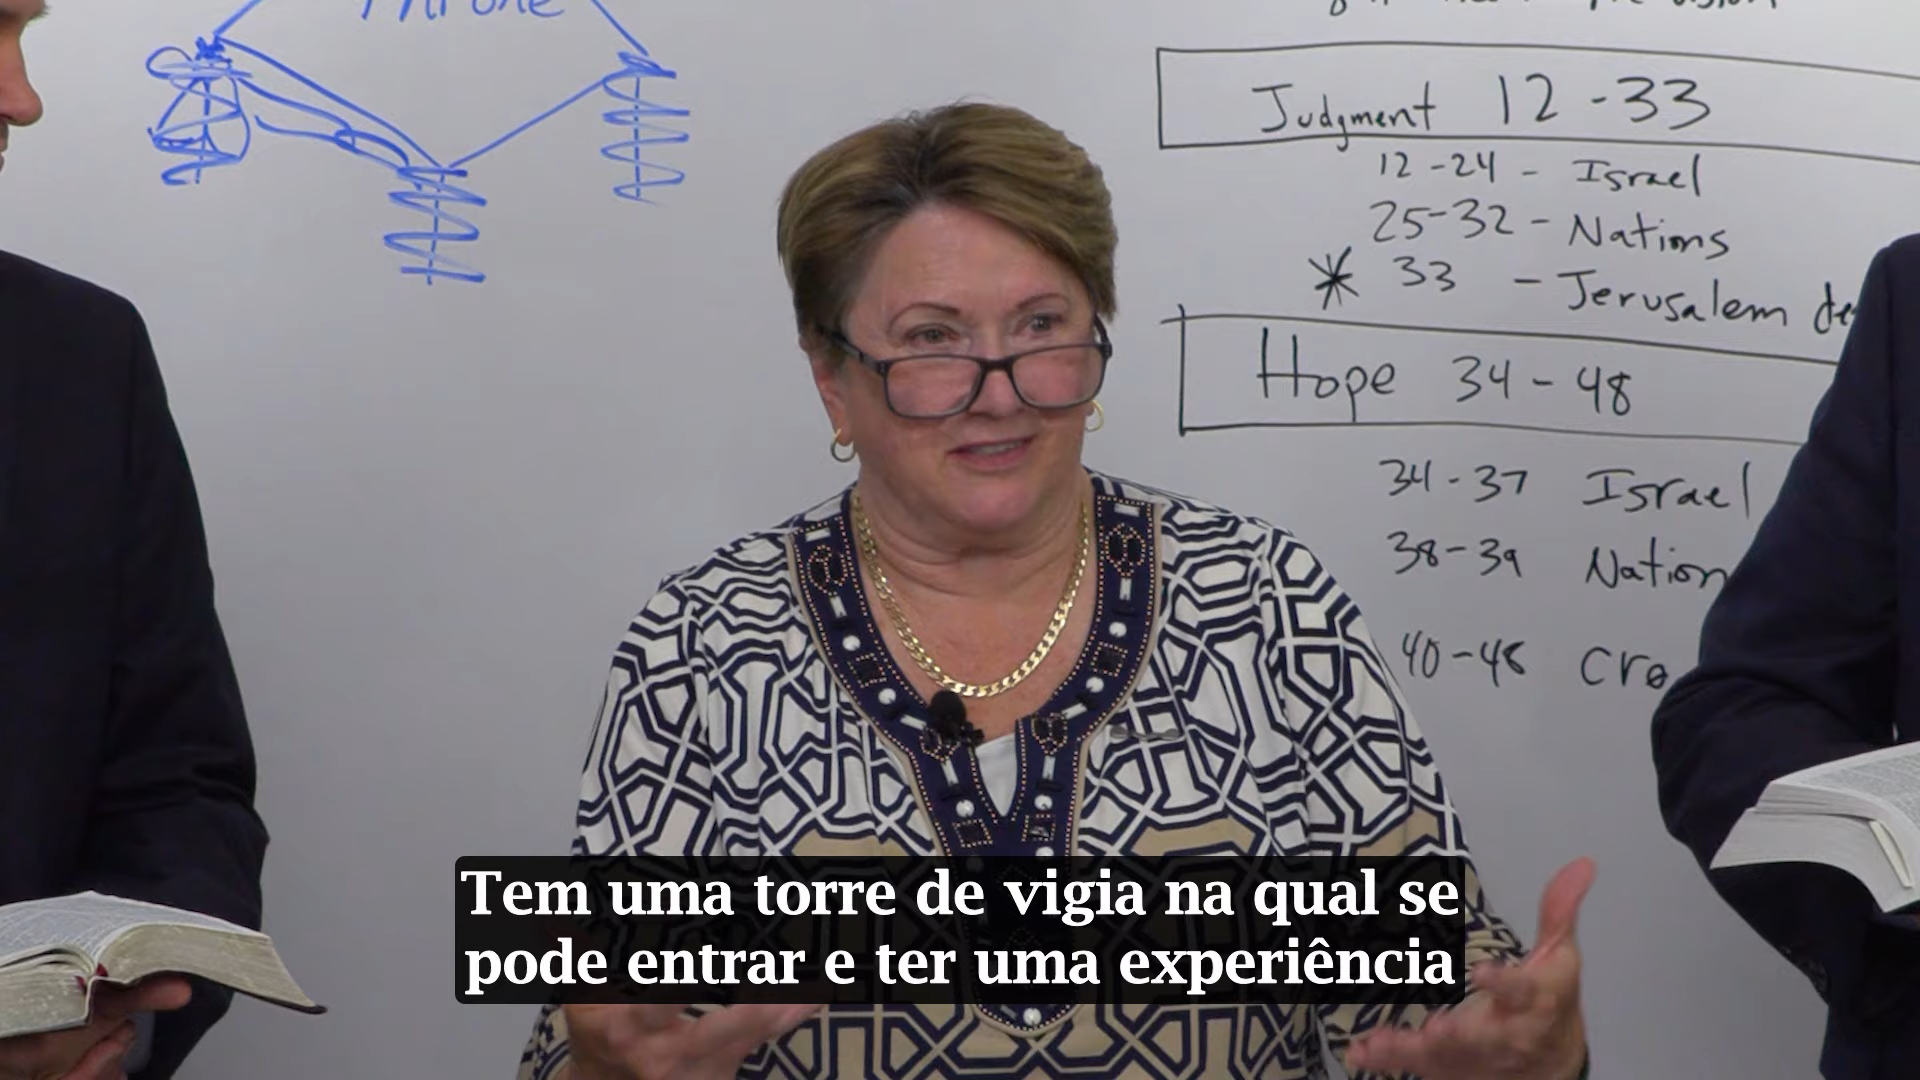 Throne
Judgment 12-33
12-24 - Israel
25-32 - Nations
* 33 - Jerusalem
Hope 34-48
34-37 Israel
38-39 Nation
40-48
Tem uma torre de vigia na qual se
pode entrar e ter uma experiência